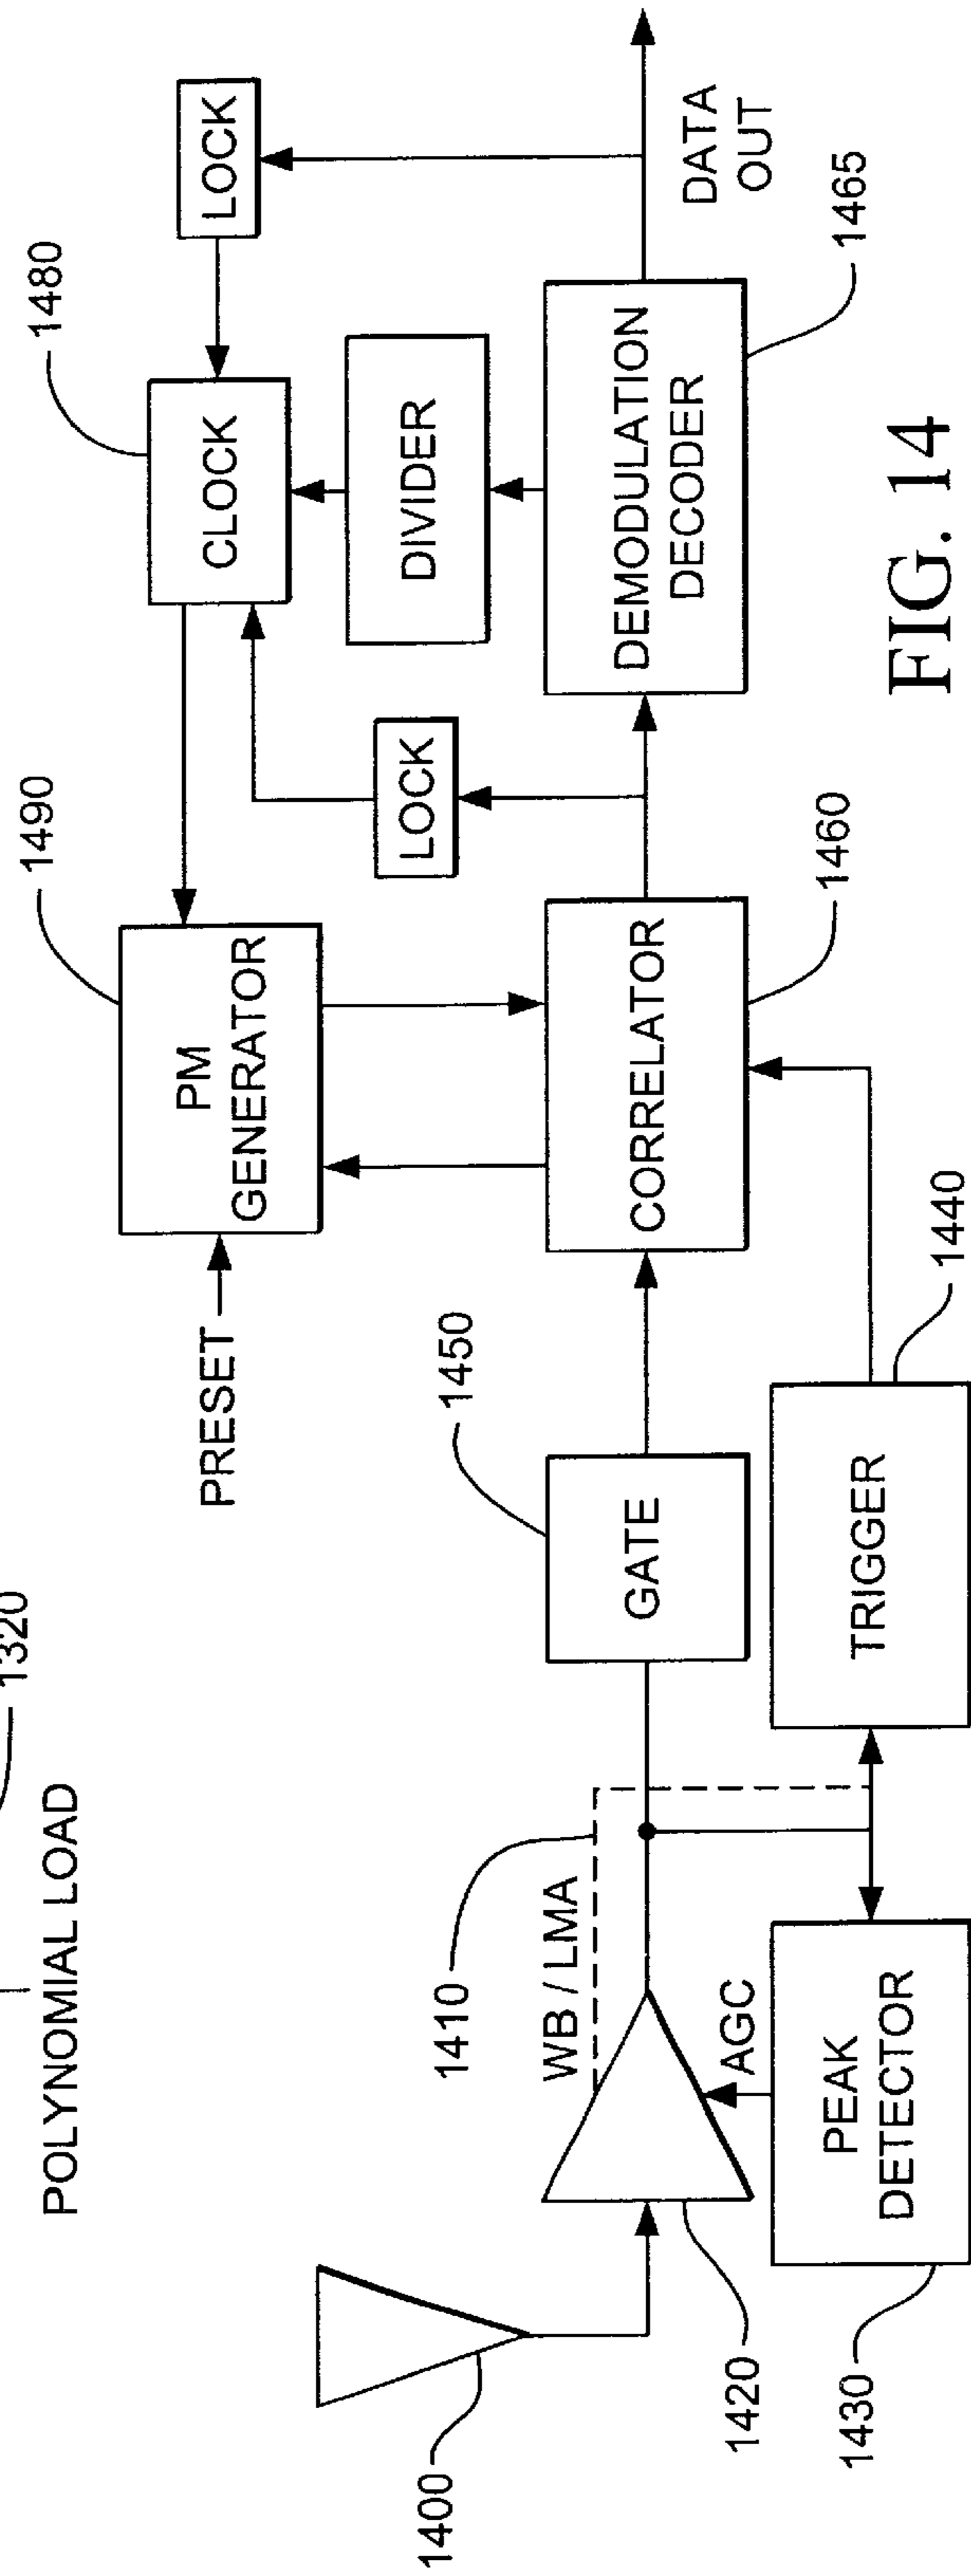 1320
POLYNOMIAL LOAD
1490
1480
PM
GENERATOR
CLOCK
LOCK
PRESET
LOCK
DIVIDER
1450
1410
WB / LMA
GATE
CORRELATOR
DEMODULATION
DECODER
DATA
OUT
1400
1420
AGC
1460
1465
1430
PEAK
DETECTOR
TRIGGER
1440
FIG. 14